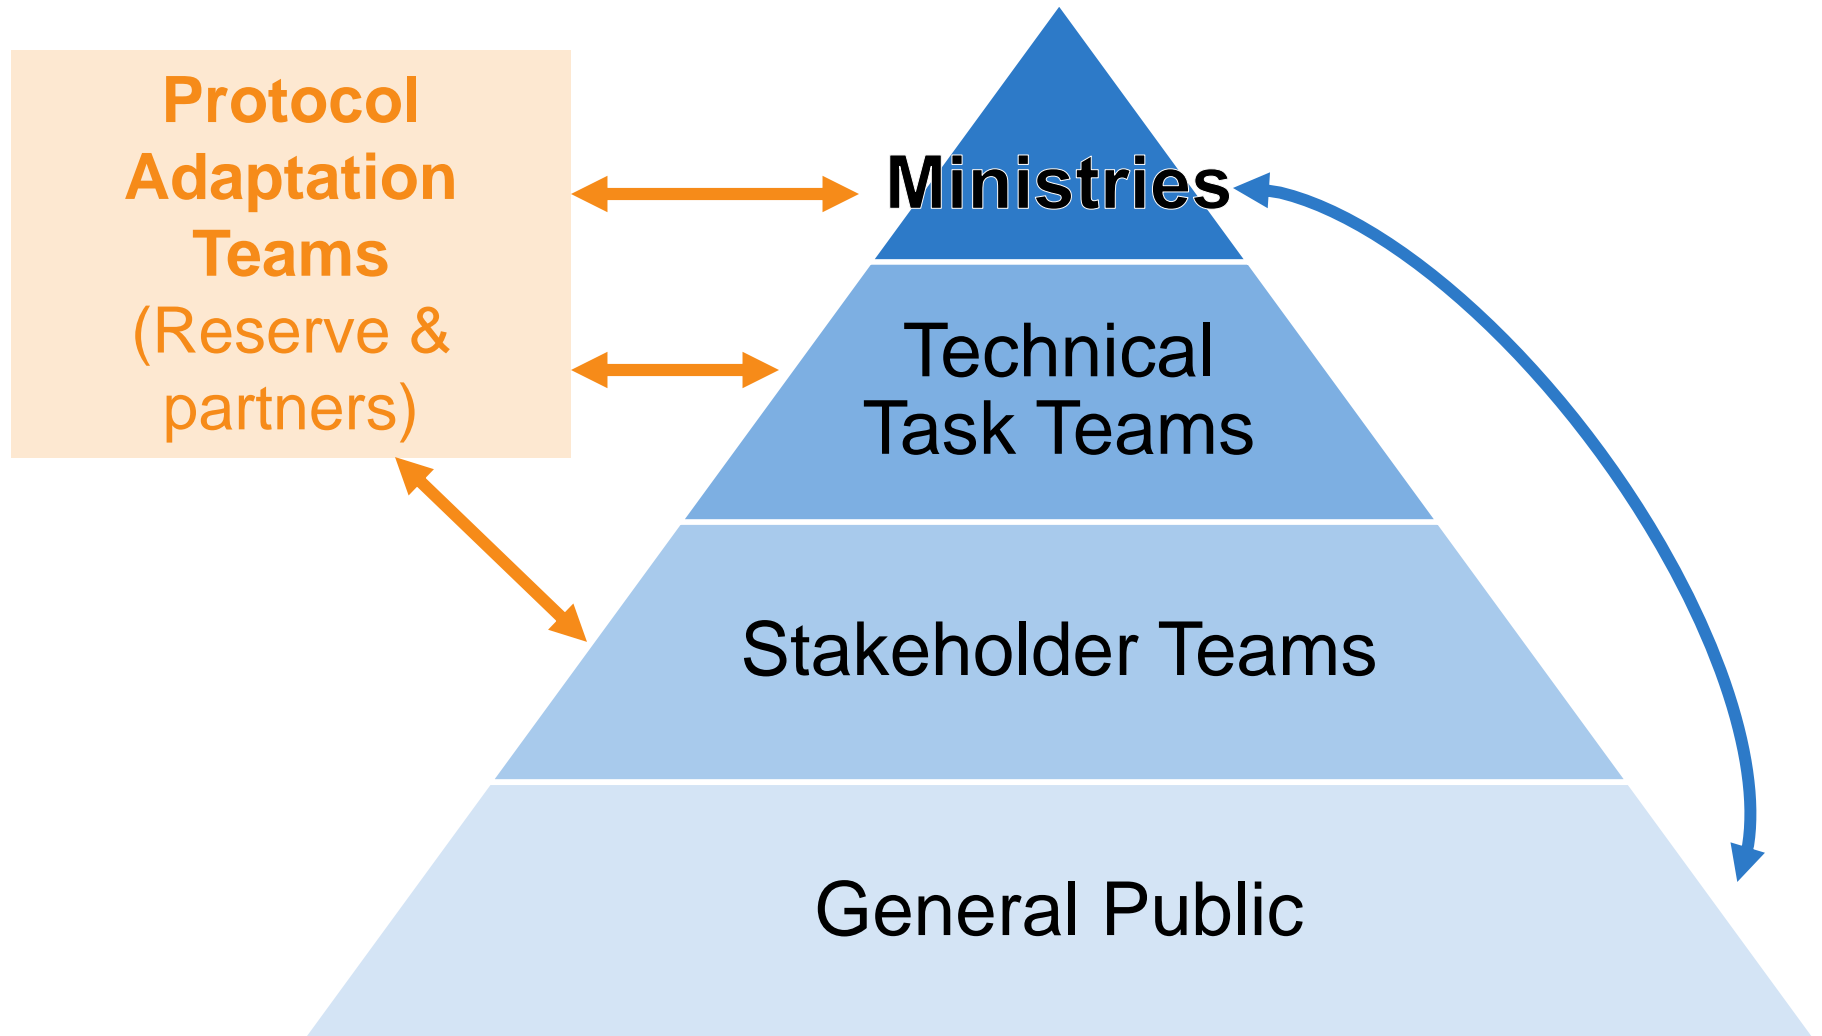 Protocol
Adaptation
Teams
(Reserve &
partners)
Ministries
Technical
Task Teams
Stakeholder Teams
General Public